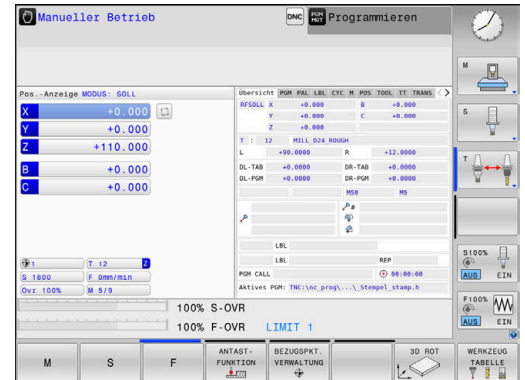 Manueller Betrieb
DNC
PGM MGT
Programmieren
Pos.-Anzeige MODUS: SOLL
X +0.000
Y +0.000
Z +110.000
B +0.000
C +0.000
1 T 12 Z
S 1800 F 0mm/min
Ovr 100% M 5/9
Übersicht PGM PAL LBL CYC M POS TOOL TT TRANS
RFSOLL X +0.000 B +0.000
Y +0.000 C +0.000
Z +0.000
T : 12 MILL_D24_ROUGH
L +90.0000 R +12.0000
DL-TAB +0.0000 DR-TAB +0.0000
DL-PGM +0.0000 DR-PGM +0.0000
M50 M5
P#
LBL
LBL REP
PGM CALL 00:00:00
Aktives PGM: TNC:\nc_prog\...\_Stempel_stamp.h
100% S-OVR
100% F-OVR LIMIT 1
M
S
T
S100%
AUS EIN
F100%
AUS EIN
M
S
F
ANTAST-
FUNKTION
BEZUGSPKT.
VERWALTUNG
3D ROT
WERKZEUG
TABELLE